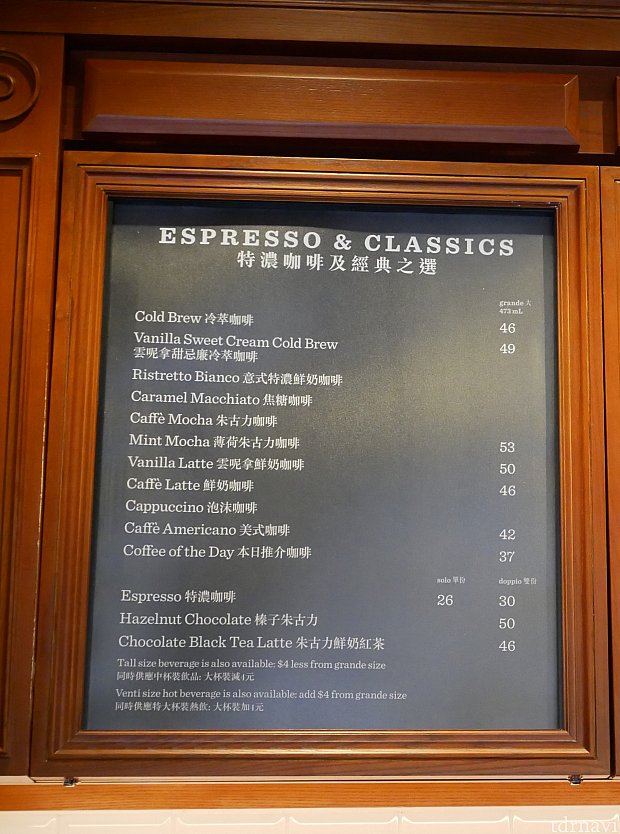 ESPRESSO & CLASSICS
特濃咖啡及經典之選
grande 大
473 mL
Cold Brew 冷萃咖啡 46
Vanilla Sweet Cream Cold Brew 49
雲呢拿甜忌廉冷萃咖啡
Ristretto Bianco 意式特濃鮮奶咖啡
Caramel Macchiato 焦糖咖啡
Caffè Mocha 朱古力咖啡
Mint Mocha 薄荷朱古力咖啡 53
Vanilla Latte 雲呢拿鮮奶咖啡 50
Caffè Latte 鮮奶咖啡 46
Cappuccino 泡沫咖啡
Caffè Americano 美式咖啡 42
Coffee of the Day 本日推介咖啡 37
solo 單份 doppio 雙份
Espresso 特濃咖啡 26 30
Hazelnut Chocolate 榛子朱古力 50
Chocolate Black Tea Latte 朱古力鮮奶紅茶 46
Tall size beverage is also available: $4 less from grande size
同時供應中杯裝飲品: 大杯裝減4元
Venti size hot beverage is also available: add $4 from grande size
同時供應特大杯裝熱飲: 大杯裝加4元
tdrnavi